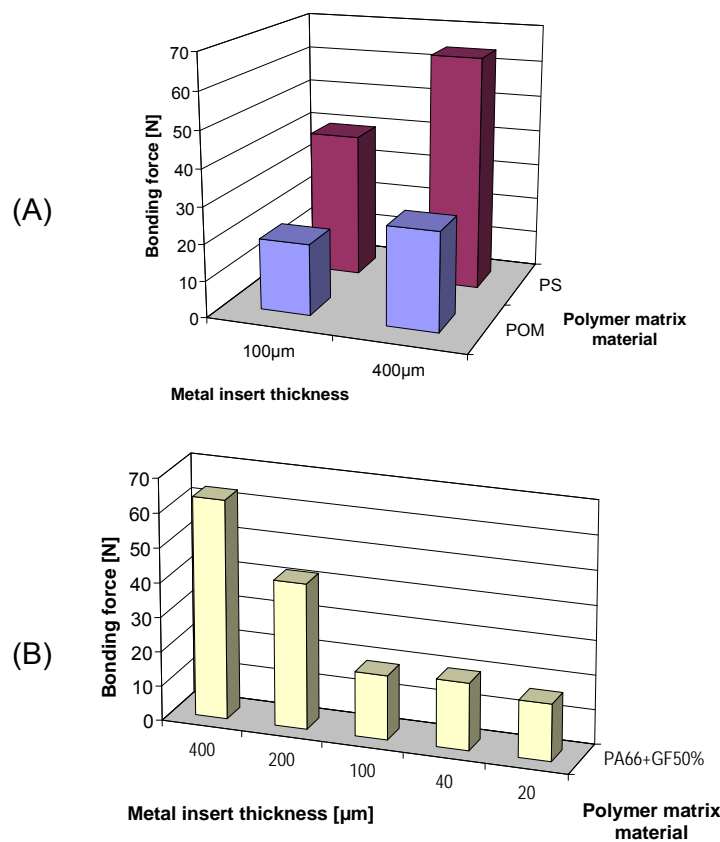 (A)
Bonding force [N]
70
60
50
40
30
20
10
0
100µm
400µm
Metal insert thickness
PS
POM
Polymer matrix
material
(B)
Bonding force [N]
70
60
50
40
30
20
10
0
400
200
100
40
20
PA66+GF50%
Metal insert thickness [µm]
Polymer matrix
material